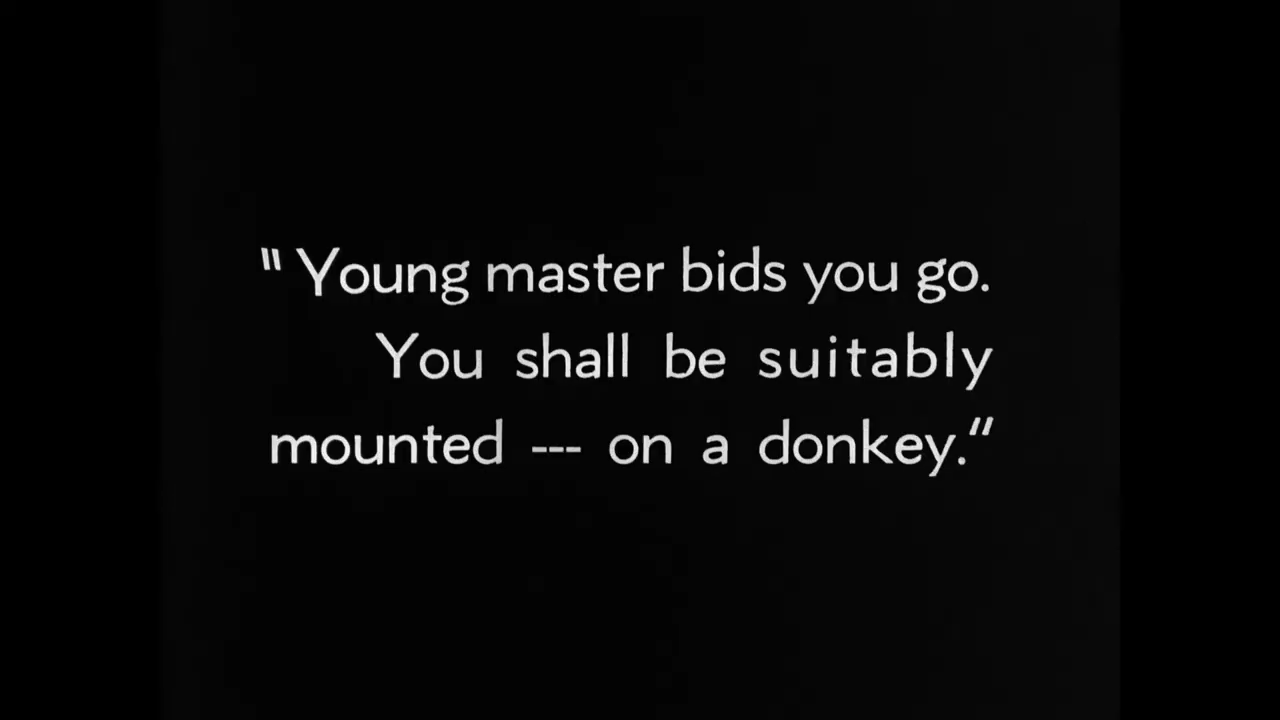 "Young master bids you go.
You shall be suitably
mounted --- on a donkey."